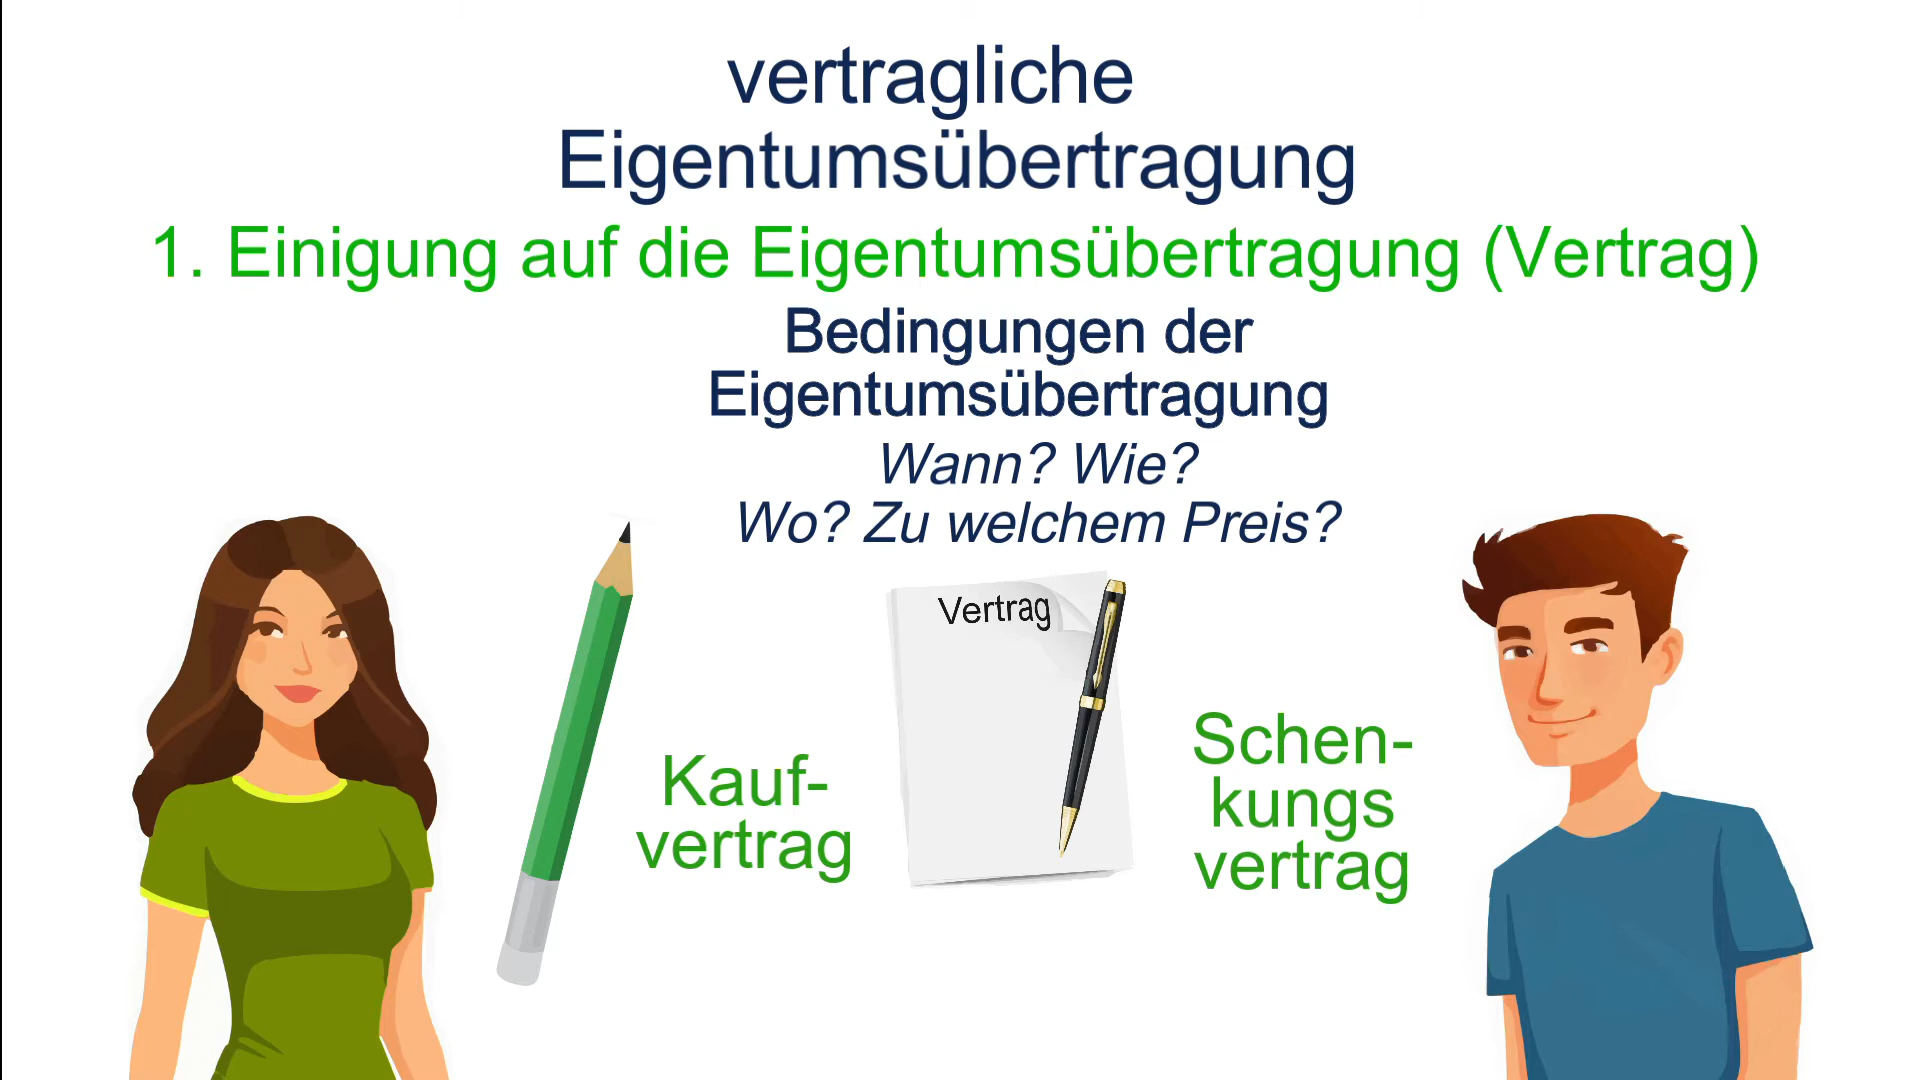 vertragliche
Eigentumsübertragung
1. Einigung auf die Eigentumsübertragung (Vertrag)
Bedingungen der
Eigentumsübertragung
Wann? Wie?
Wo? Zu welchem Preis?
Vertrag
Kauf-
vertrag
Schen-
kungs
vertrag